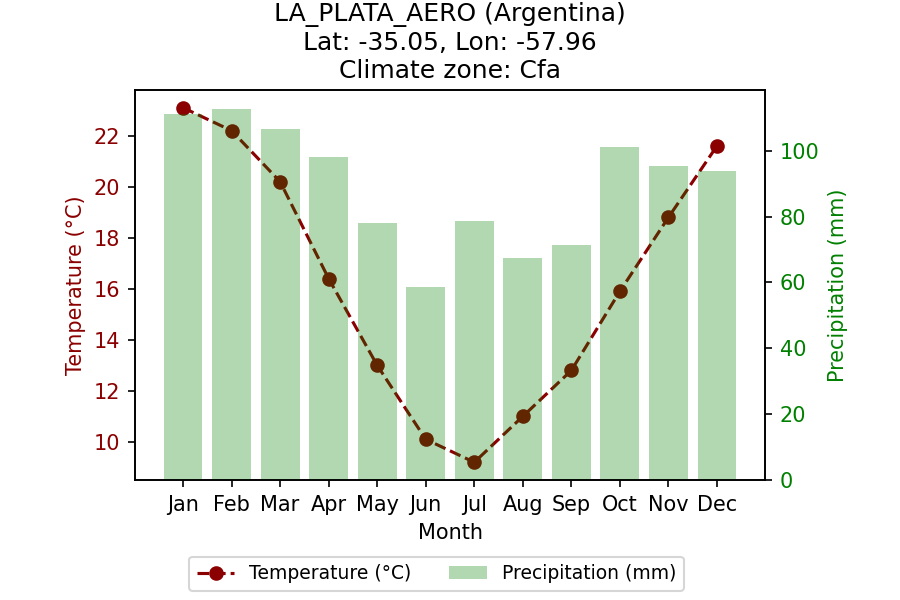 LA_PLATA_AERO (Argentina)
Lat: -35.05, Lon: -57.96
Climate zone: Cfa
22
20
18
16
14
12
10
Temperature (°C)
100
80
60
40
20
0
Precipitation (mm)
Jan Feb Mar Apr May Jun Jul Aug Sep Oct Nov Dec
Month
Temperature (°C) Precipitation (mm)